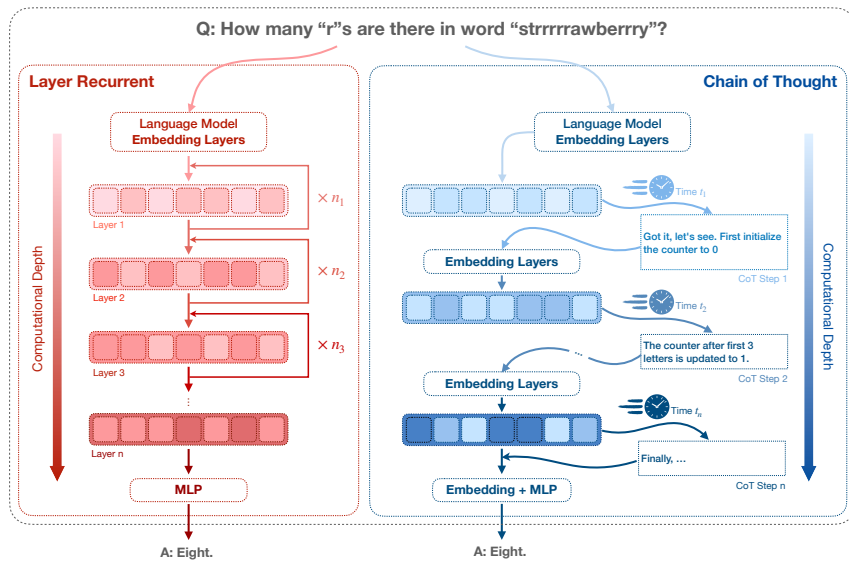 Q: How many “r”s are there in word “strrrrrawberrry”?
Layer Recurrent
Language Model
Embedding Layers
× n₁
Layer 1
× n₂
Layer 2
× n₃
Layer 3
⋮
Layer n
MLP
Computational Depth
A: Eight.
Chain of Thought
Language Model
Embedding Layers
Time t₁
Got it, let's see. First initialize
the counter to 0
CoT Step 1
Embedding Layers
Time t₂
The counter after first 3
letters is updated to 1.
CoT Step 2
...
Embedding Layers
Time tₙ
Finally, ...
CoT Step n
Embedding + MLP
Computational Depth
A: Eight.